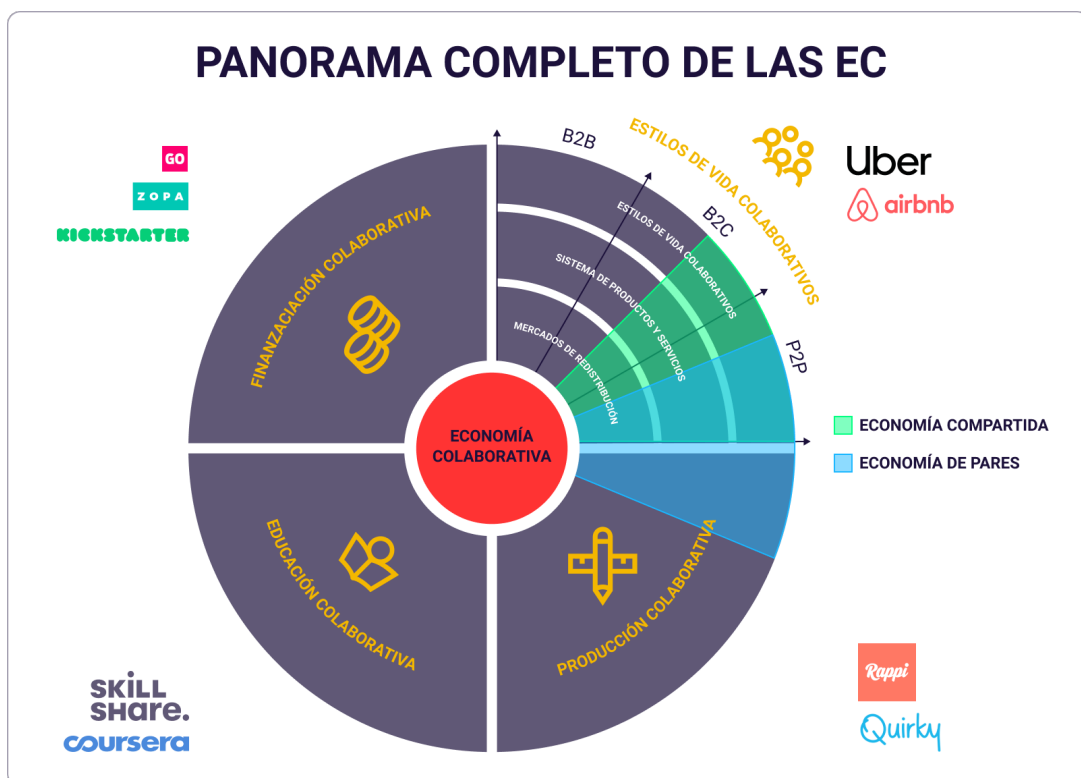 PANORAMA COMPLETO DE LAS EC
GO
ZOPA
KICKSTARTER
FINANZACIACIÓN COLABORATIVA
B2B
ESTILOS DE VIDA COLABORATIVOS
B2C
P2P
Uber
airbnb
ESTILOS DE VIDA COLABORATIVOS
SISTEMA DE PRODUCTOS Y SERVICIOS
MERCADOS DE REDISTRIBUCIÓN
ECONOMÍA
COLABORATIVA
ECONOMÍA COMPARTIDA
ECONOMÍA DE PARES
EDUCACIÓN COLABORATIVA
PRODUCCIÓN COLABORATIVA
SKiLL
SHare.
coursera
Rappi
Quirky